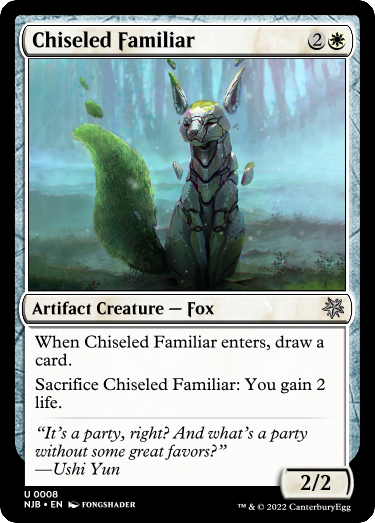 Chiseled Familiar 2
Artifact Creature — Fox
When Chiseled Familiar enters, draw a
card.
Sacrifice Chiseled Familiar: You gain 2
life.
“It’s a party, right? And what’s a party
without some great favors?”
—Ushi Yun
2/2
U 0008
NJB • EN FONGSHADER
™ & © 2022 CanterburyEgg